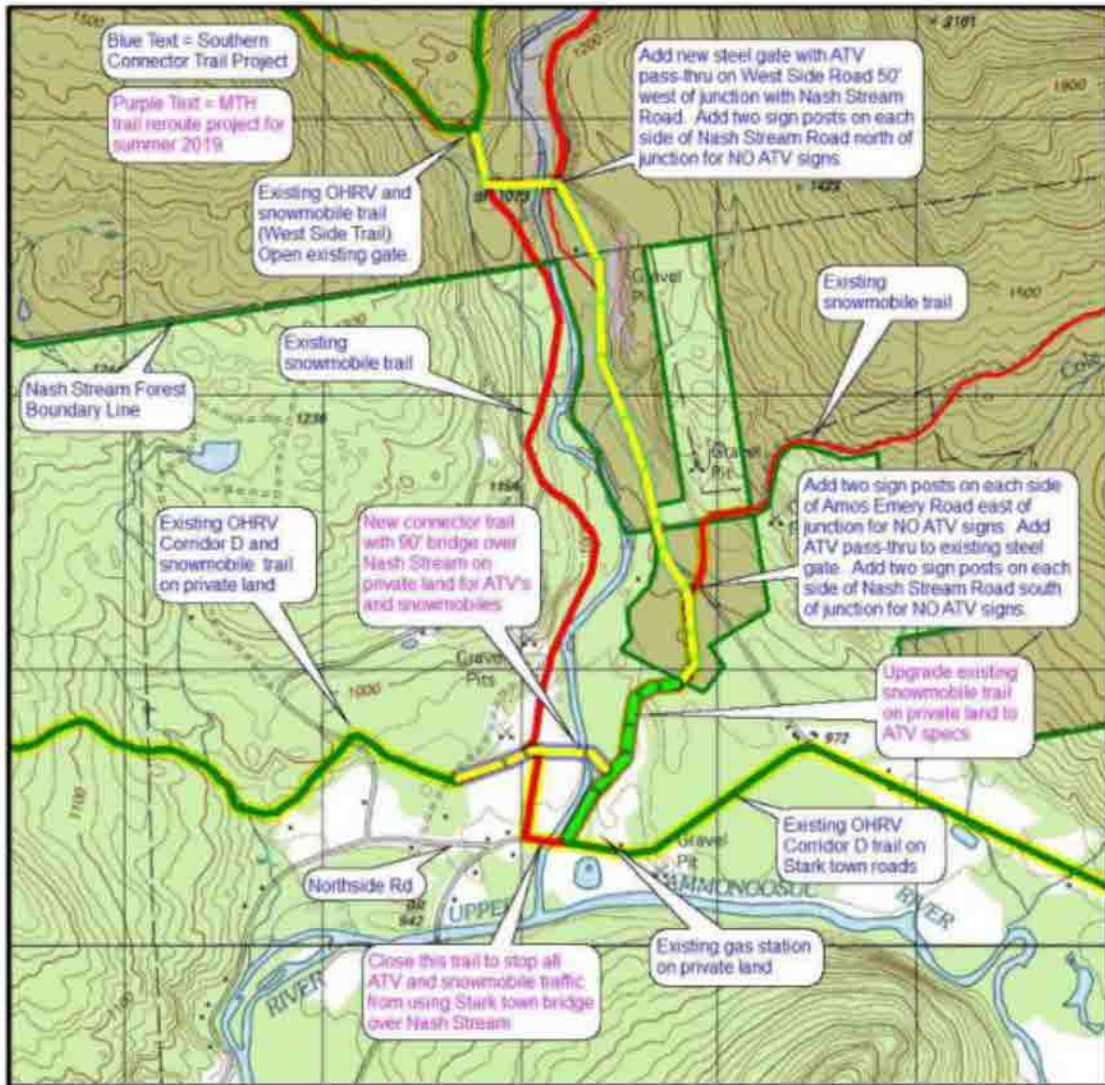 1500
Blue Text = Southern
Connector Trail Project
Purple Text = MTH
trail reroute project for
summer 2019
1200
Add new steel gate with ATV
pass-thru on West Side Road 50'
west of junction with Nash Stream
Road. Add two sign posts on each
side of Nash Stream Road north of
junction for NO ATV signs.
2161
1900
Existing OHRV and
snowmobile trail
(West Side Trail)
Open existing gate.
1073
1422
Gravel
Pit
Existing
snowmobile trail
1500
Existing
snowmobile trail
Nash Stream Forest
Boundary Line
1236
Gravel
Pit
1156
Existing OHRV
Corridor D and
snowmobile trail
on private land
New connector trail
with 90' bridge over
Nash Stream on
private land for ATV's
and snowmobiles
Add two sign posts on each side
of Amos Emery Road east of
junction for NO ATV signs. Add
ATV pass-thru to existing steel
gate. Add two sign posts on each
side of Nash Stream Road south
of junction for NO ATV signs.
Gravel
Pits
1000
Upgrade existing
snowmobile trail
on private land to
ATV specs
972
1100
Existing OHRV
Corridor D trail on
Stark town roads
Gravel
Pit
Northside Rd
BR
942
UPPER
AMMONOOSUC
RIVER
Existing gas station
on private land
Close this trail to stop all
ATV and snowmobile traffic
from using Stark town bridge
over Nash Stream
RIVER
1100